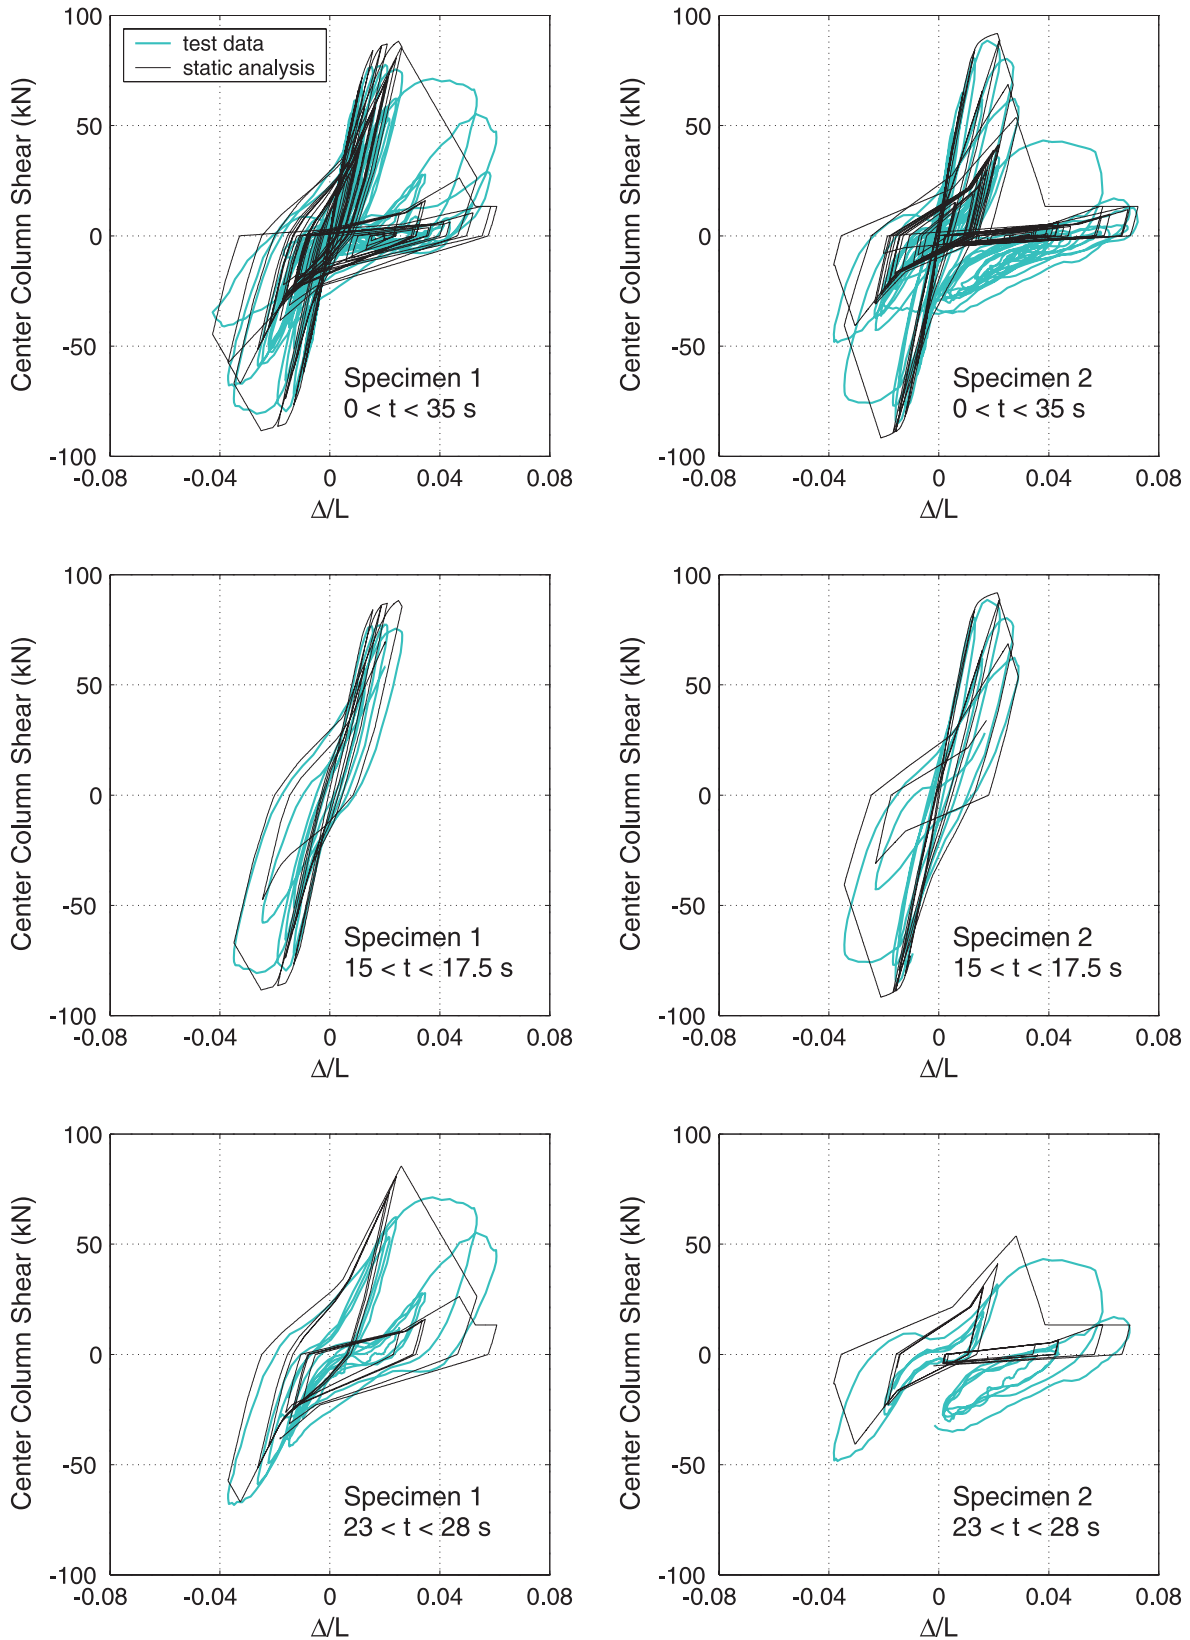 100
50
0
-50
-100
-0.08
-0.04
0
0.04
0.08
Center Column Shear (kN)
Δ/L
test data
static analysis
Specimen 1
0 < t < 35 s
100
50
0
-50
-100
-0.08
-0.04
0
0.04
0.08
Center Column Shear (kN)
Δ/L
Specimen 2
0 < t < 35 s
100
50
0
-50
-100
-0.08
-0.04
0
0.04
0.08
Center Column Shear (kN)
Δ/L
Specimen 1
15 < t < 17.5 s
100
50
0
-50
-100
-0.08
-0.04
0
0.04
0.08
Center Column Shear (kN)
Δ/L
Specimen 2
15 < t < 17.5 s
100
50
0
-50
-100
-0.08
-0.04
0
0.04
0.08
Center Column Shear (kN)
Δ/L
Specimen 1
23 < t < 28 s
100
50
0
-50
-100
-0.08
-0.04
0
0.04
0.08
Center Column Shear (kN)
Δ/L
Specimen 2
23 < t < 28 s